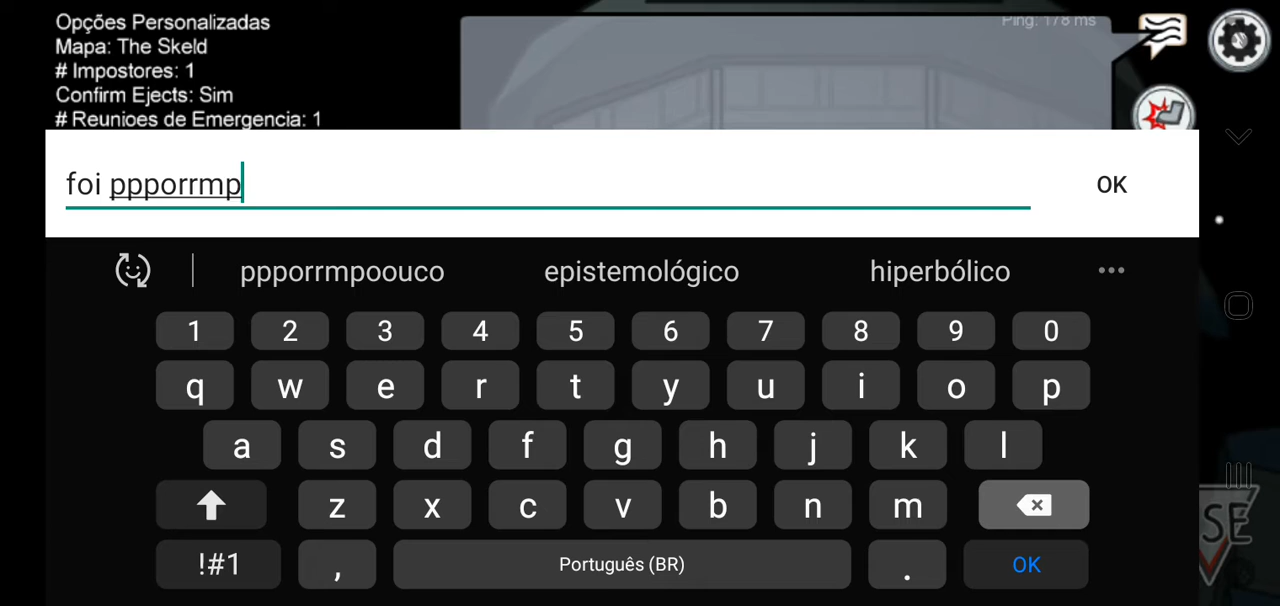 Opções Personalizadas
Mapa: The Skeld
# Impostores: 1
Confirm Ejects: Sim
# Reunioes de Emergencia: 1
Ping: 178 ms
foi ppporrmp
OK
ppporrmpoouco epistemológico hiperbólico
1 2 3 4 5 6 7 8 9 0
q w e r t y u i o p
a s d f g h j k l
z x c v b n m
!#1 , Português (BR) . OK
SE